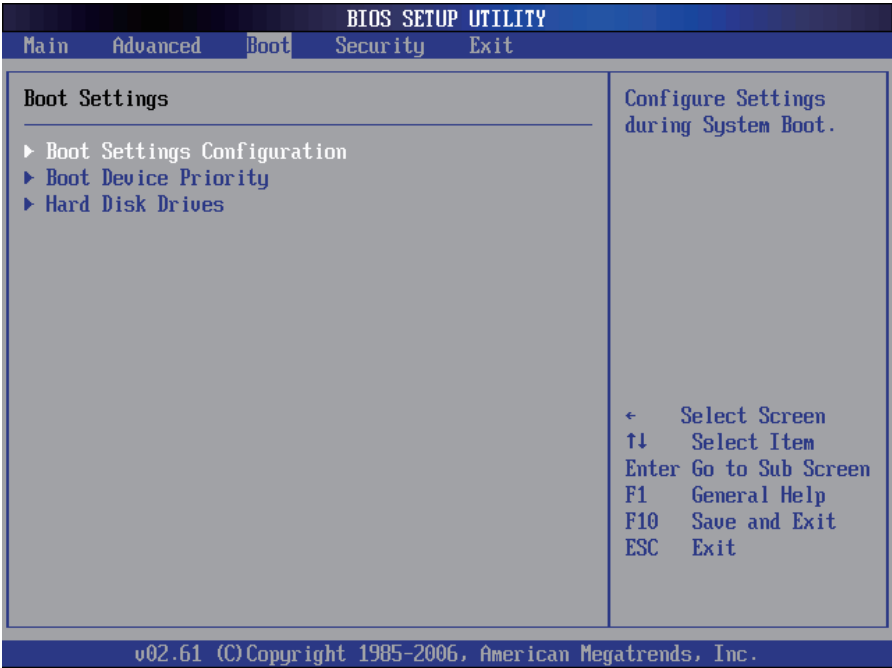 BIOS SETUP UTILITY
Main Advanced Boot Security Exit
Boot Settings
▶ Boot Settings Configuration
▶ Boot Device Priority
▶ Hard Disk Drives
Configure Settings
during System Boot.
← Select Screen
↑↓ Select Item
Enter Go to Sub Screen
F1 General Help
F10 Save and Exit
ESC Exit
v02.61 (C)Copyright 1985-2006, American Megatrends, Inc.